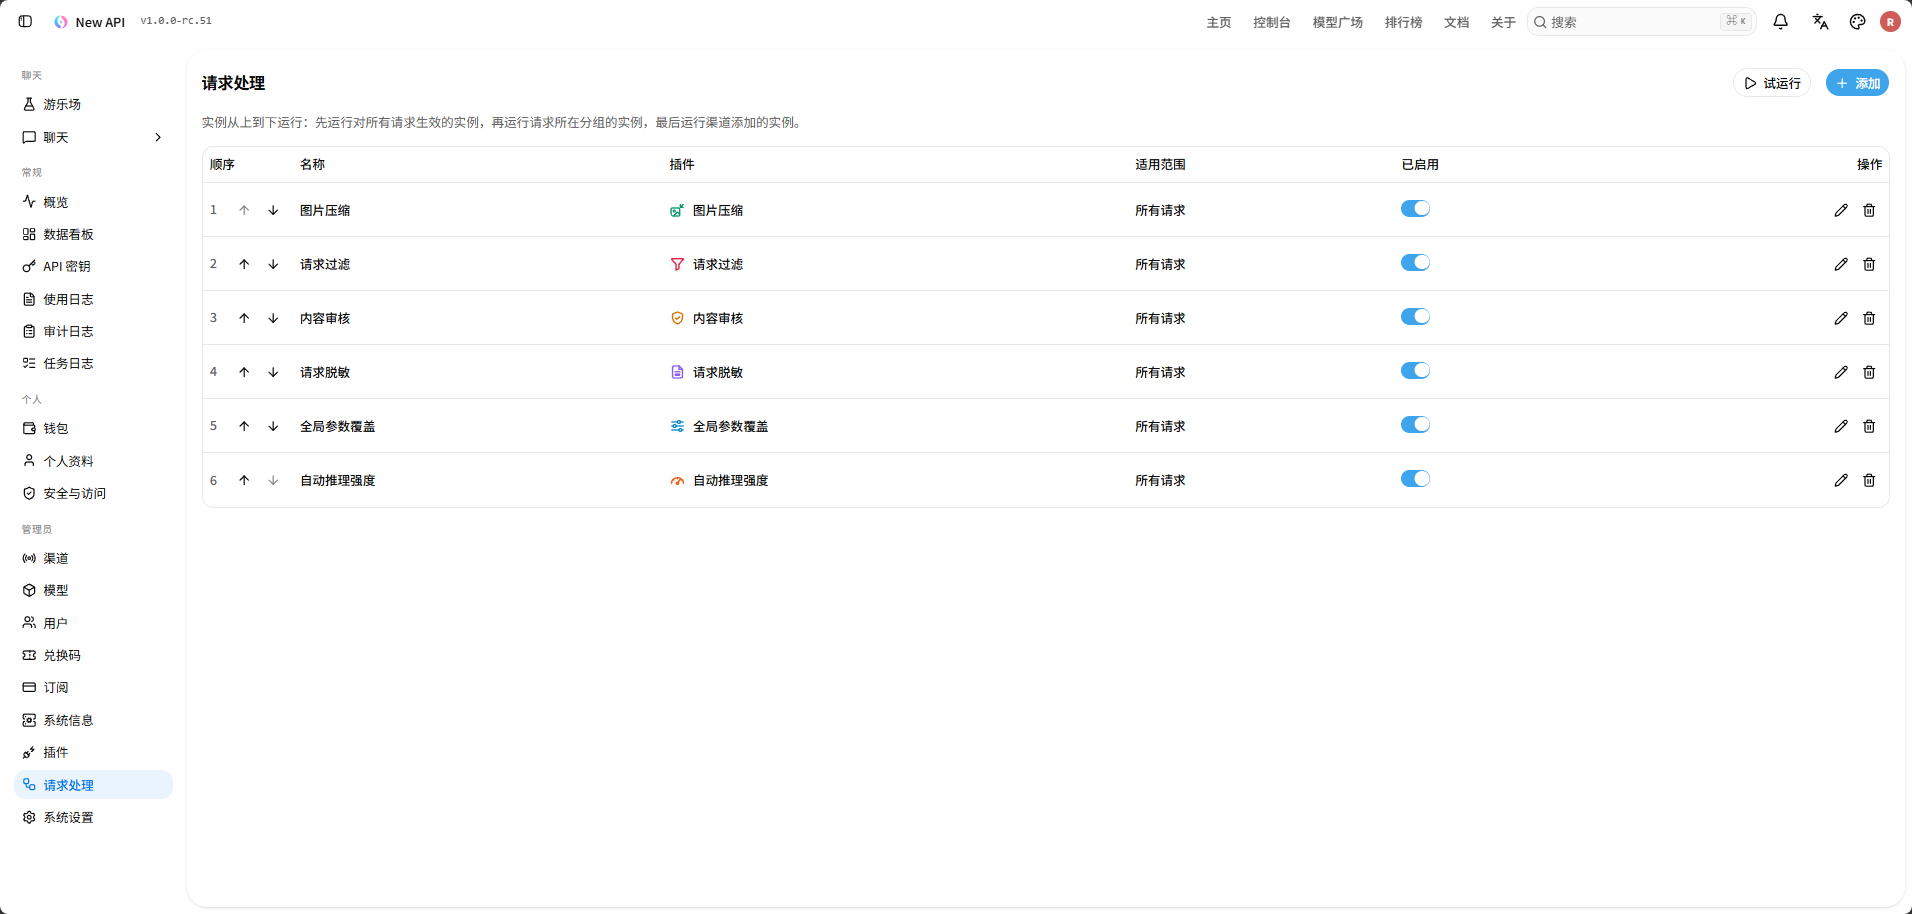 New API v1.0.0-rc.51
主页 控制台 模型广场 排行榜 文档 关于 搜索 ⌘ K R
聊天
游乐场
聊天
常规
概览
数据看板
API 密钥
使用日志
审计日志
任务日志
个人
钱包
个人资料
安全与访问
管理员
渠道
模型
用户
兑换码
订阅
系统信息
插件
请求处理
系统设置
请求处理
试运行 添加
实例从上到下运行：先运行对所有请求生效的实例，再运行请求所在分组的实例，最后运行渠道添加的实例。
顺序 名称 插件 适用范围 已启用 操作
1 图片压缩 图片压缩 所有请求
2 请求过滤 请求过滤 所有请求
3 内容审核 内容审核 所有请求
4 请求脱敏 请求脱敏 所有请求
5 全局参数覆盖 全局参数覆盖 所有请求
6 自动推理强度 自动推理强度 所有请求